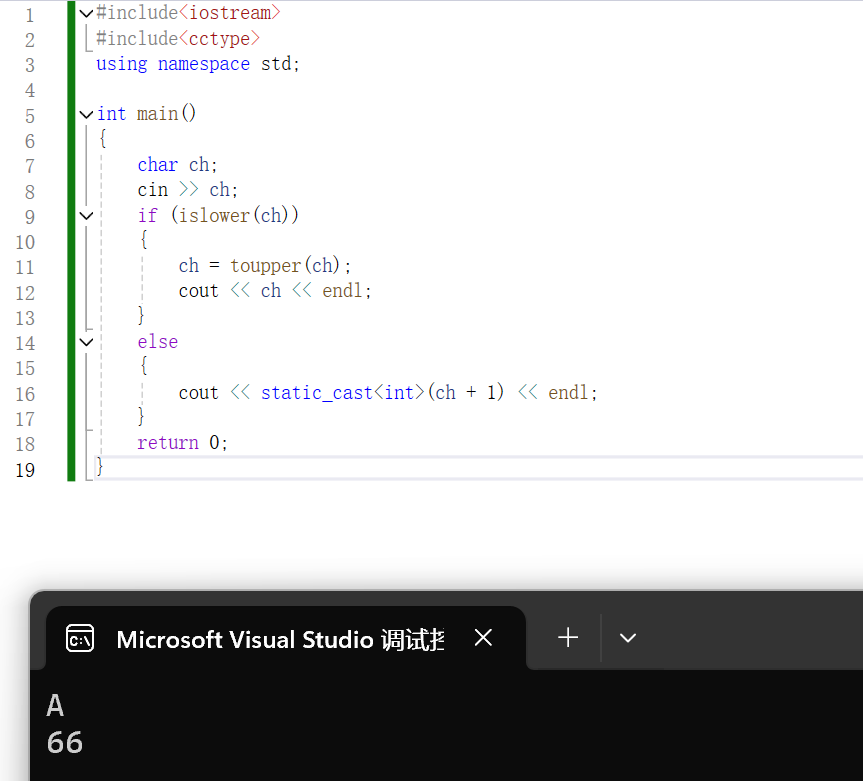 1 #include<iostream>
2 #include<cctype>
3 using namespace std;
4
5 int main()
6 {
7     char ch;
8     cin >> ch;
9     if (islower(ch))
10     {
11         ch = toupper(ch);
12         cout << ch << endl;
13     }
14     else
15     {
16         cout << static_cast<int>(ch + 1) << endl;
17     }
18     return 0;
19 }
Microsoft Visual Studio 调试
A
66